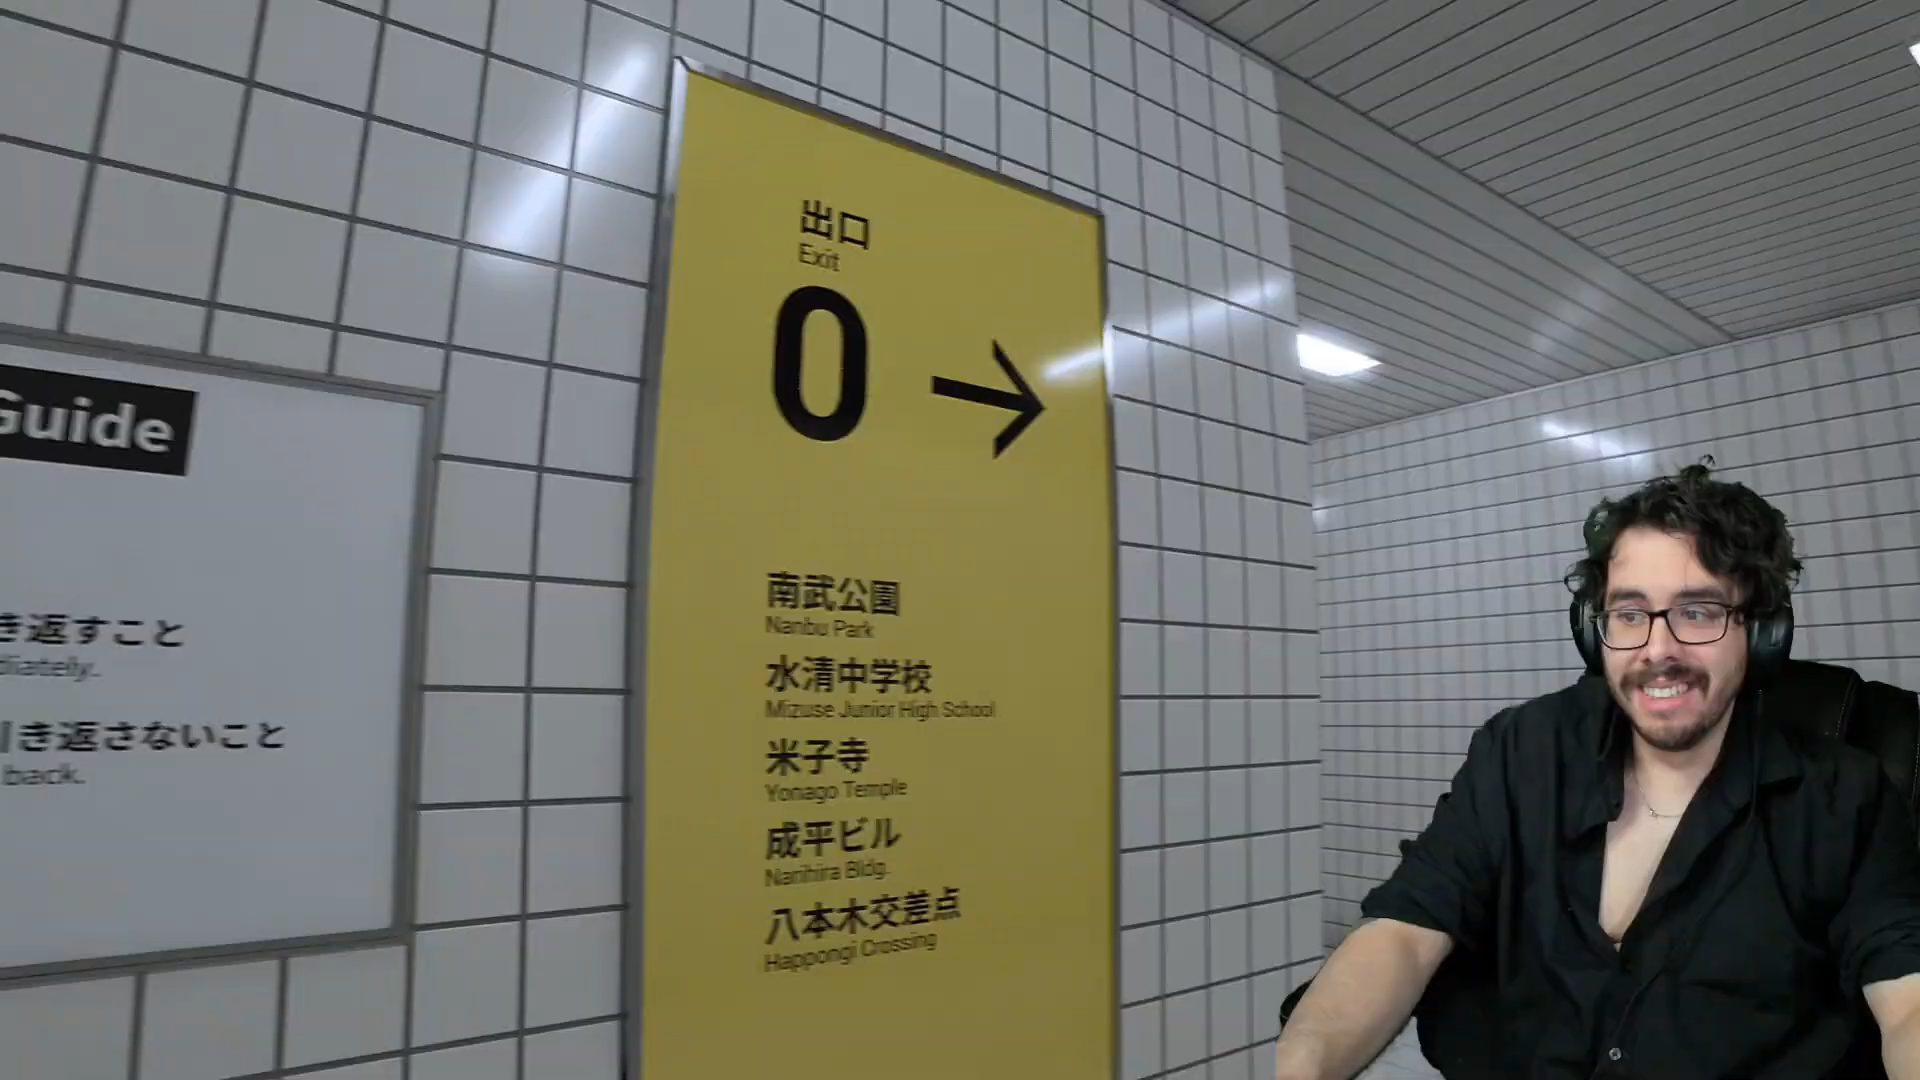 Guide
き返すこと
diately.
引き返さないこと
back.
出口
Exit
0
南武公園
Nanbu Park
水清中学校
Mizuse Junior High School
米子寺
Yonago Temple
成平ビル
Narihira Bldg.
八本木交差点
Happongi Crossing